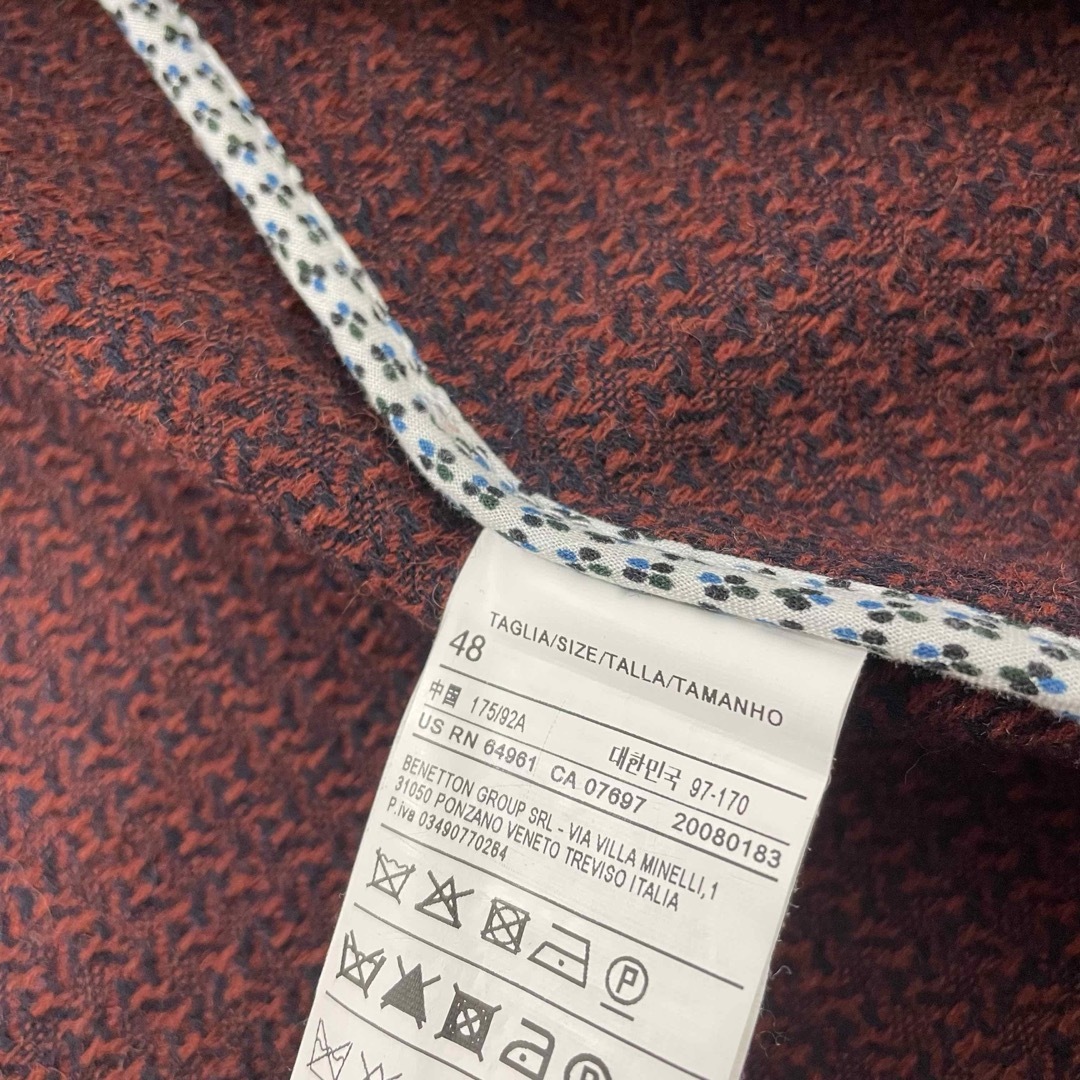 TAGLIA/SIZE/TALLA/TAMANHO
48
中国 175/92A 대한민국 97-170
US RN 64961 CA 07697 20080183
BENETTON GROUP SRL - VIA VILLA MINELLI, 1
31050 PONZANO VENETO TREVISO ITALIA
P.iva 03490770264
P